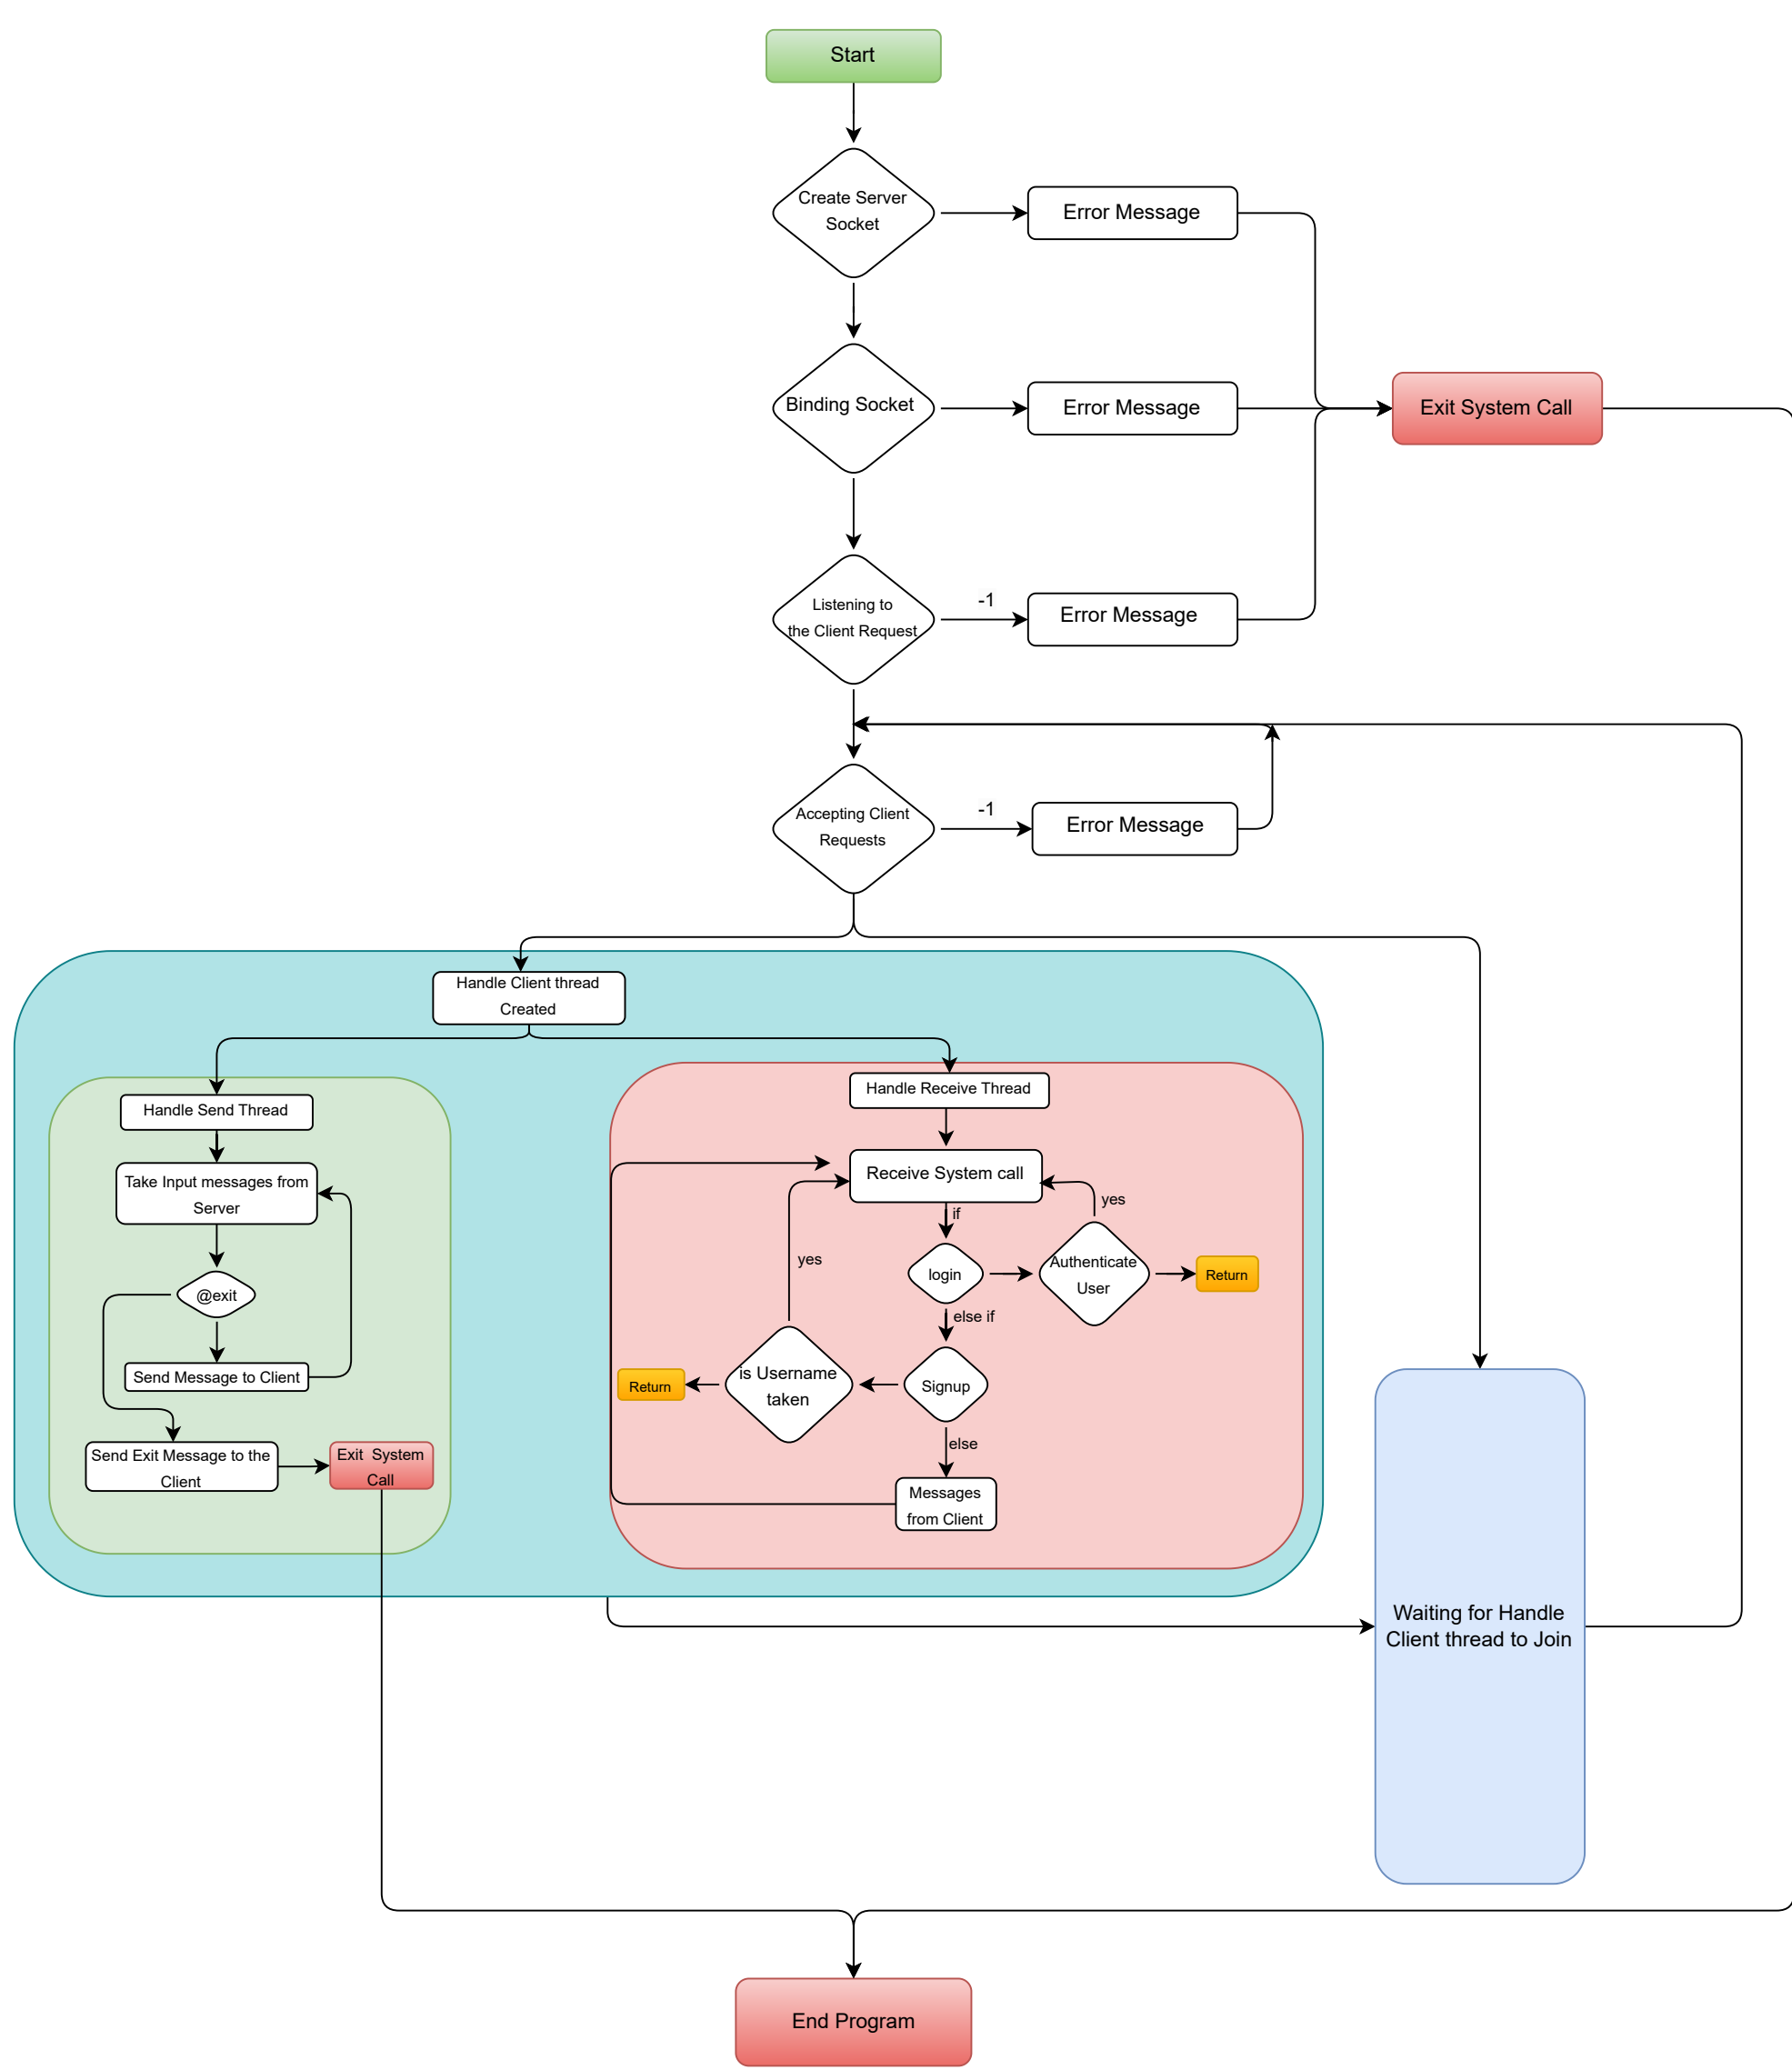 Start
Create Server
Socket
Error Message
Binding Socket
Error Message
Exit System Call
Listening to
the Client Request
-1
Error Message
Accepting Client
Requests
-1
Error Message
Handle Client thread
Created
Handle Send Thread
Take Input messages from
Server
@exit
Send Message to Client
Send Exit Message to the
Client
Exit System
Call
Handle Receive Thread
Receive System call
if
yes
login
Authenticate
User
Return
yes
else if
Signup
is Username
taken
Return
else
Messages
from Client
Waiting for Handle
Client thread to Join
End Program